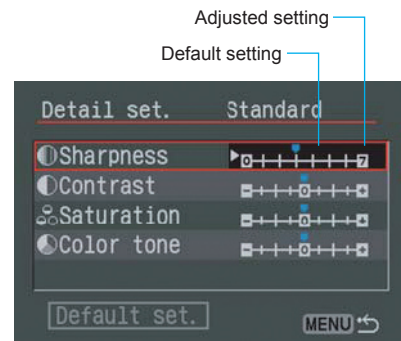 Adjusted setting
Default setting
Detail set. Standard
Sharpness 0 7
Contrast - 0 +
Saturation - 0 +
Color tone - 0 +
Default set. MENU